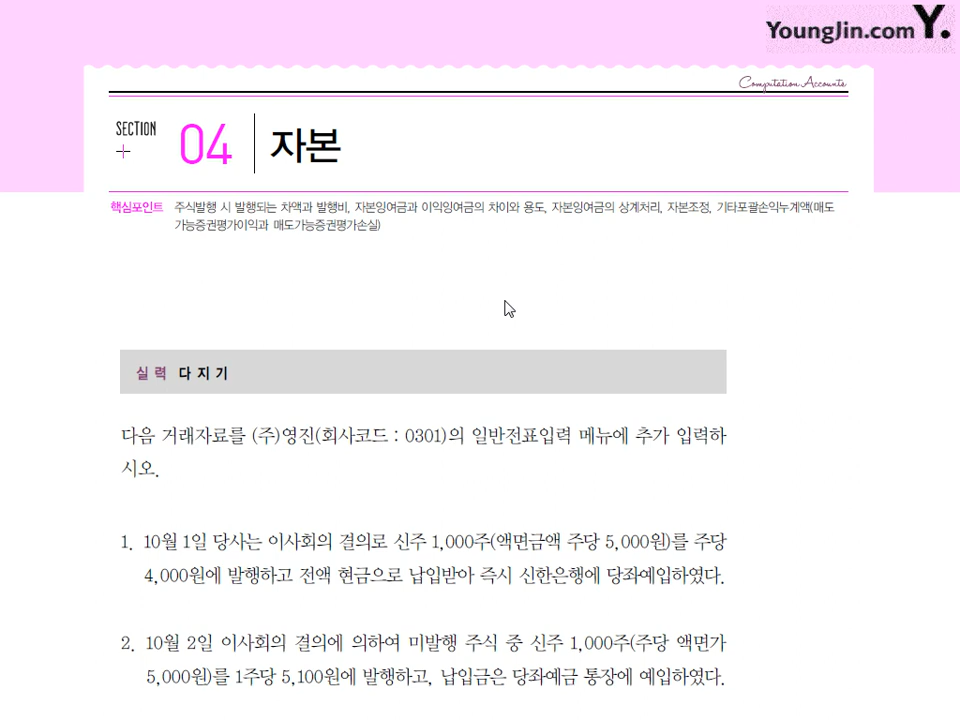 YoungJin.com Y.
Computation Accounts
SECTION
04 자본
핵심포인트 주식발행 시 발행되는 차액과 발행비, 자본잉여금과 이익잉여금의 차이와 용도, 자본잉여금의 상계처리, 자본조정, 기타포괄손익누계액(매도
가능증권평가이익과 매도가능증권평가손실)
실력 다지기
다음 거래자료를 (주)영진(회사코드 : 0301)의 일반전표입력 메뉴에 추가 입력하
시오.
1. 10월 1일 당사는 이사회의 결의로 신주 1,000주(액면금액 주당 5,000원)를 주당
4,000원에 발행하고 전액 현금으로 납입받아 즉시 신한은행에 당좌예입하였다.
2. 10월 2일 이사회의 결의에 의하여 미발행 주식 중 신주 1,000주(주당 액면가
5,000원)를 1주당 5,100원에 발행하고, 납입금은 당좌예금 통장에 예입하였다.